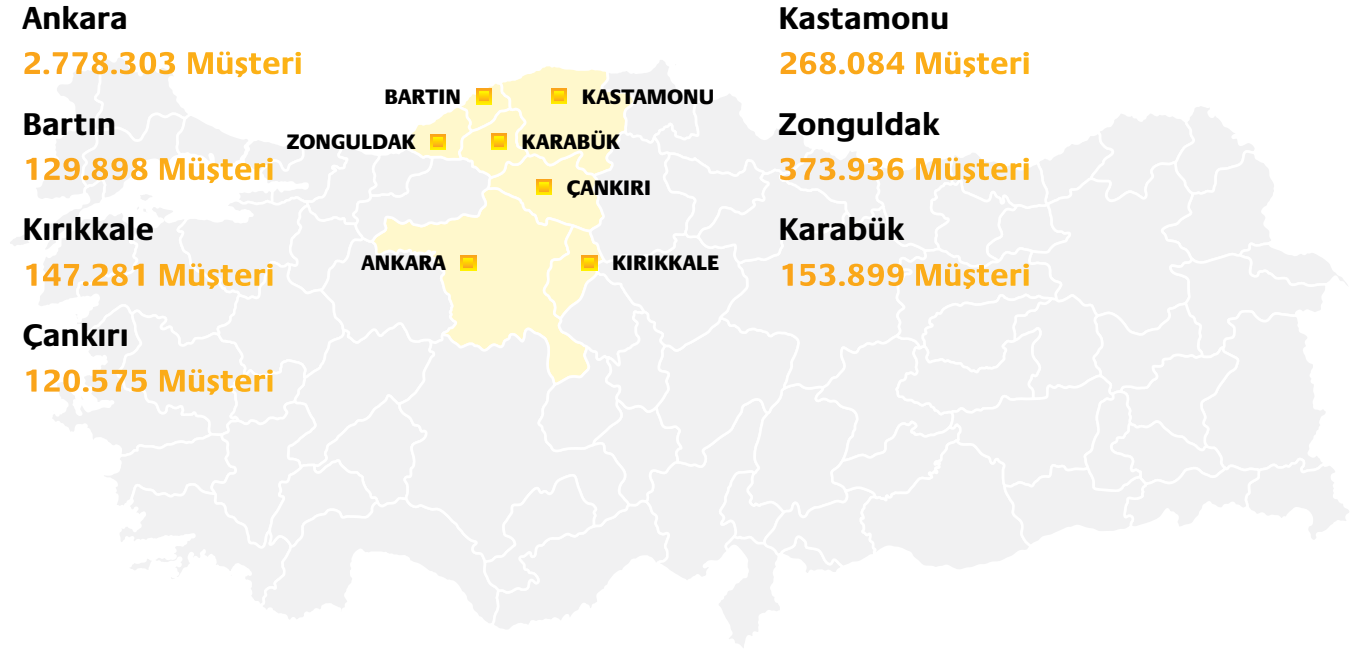 Ankara
2.778.303 Müşteri
Bartın
129.898 Müşteri
Kırıkkale
147.281 Müşteri
Çankırı
120.575 Müşteri
BARTIN
KASTAMONU
ZONGULDAK
KARABÜK
ÇANKIRI
ANKARA
KIRIKKALE
Kastamonu
268.084 Müşteri
Zonguldak
373.936 Müşteri
Karabük
153.899 Müşteri